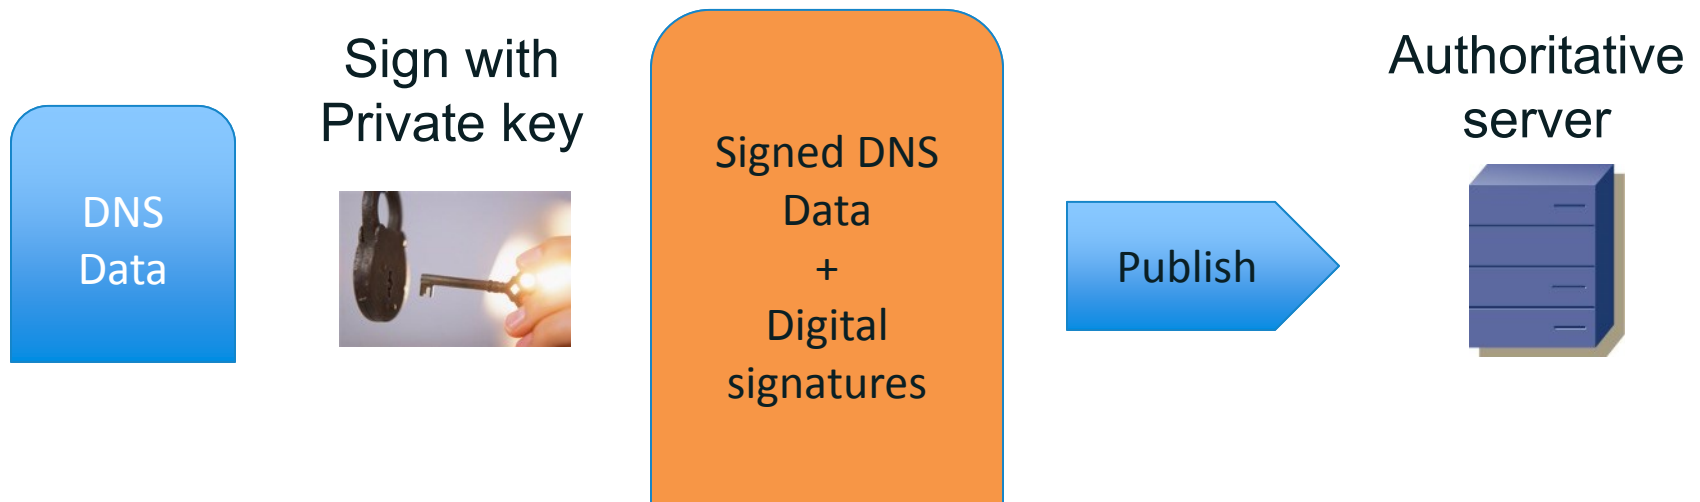 DNS
Data
Sign with
Private key
Signed DNS
Data
+
Digital
signatures
Publish
Authoritative
server